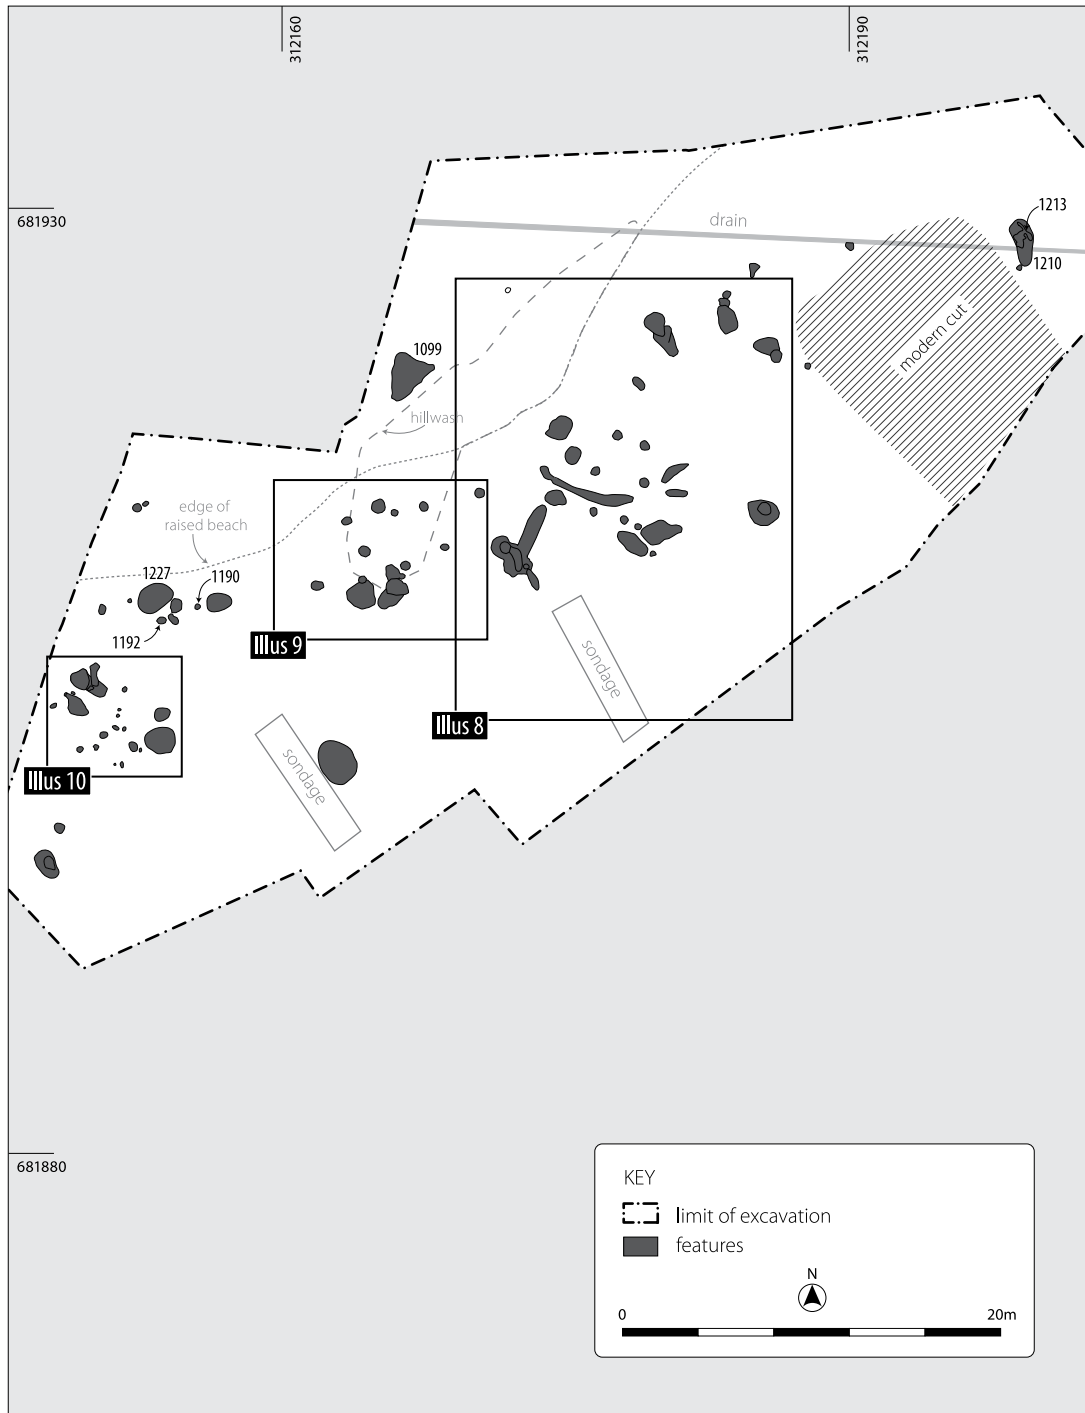 312160
312190
681930
drain
1213
1210
modern cut
1099
hillwash
edge of
raised beach
1227
1190
1192
Illus 9
sondage
Illus 8
sondage
Illus 10
681880
KEY
limit of excavation
features
N
0 20m